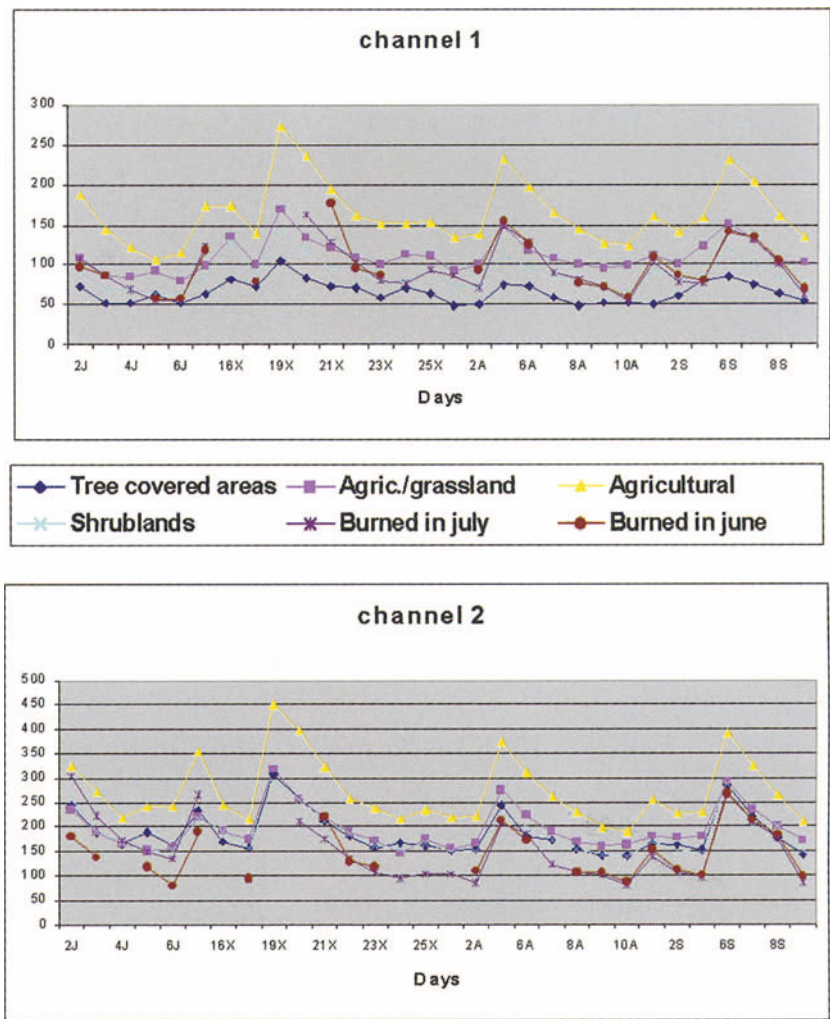 channel 1
300
250
200
150
100
50
0
2J 4J 6J 16X 19X 21X 23X 25X 2A 6A 8A 10A 2S 6S 8S
Days
Tree covered areas Agric./grassland Agricultural
Shrublands Burned in july Burned in june
channel 2
500
450
400
350
300
250
200
150
100
50
0
2J 4J 6J 16X 19X 21X 23X 25X 2A 6A 8A 10A 2S 6S 8S
Days